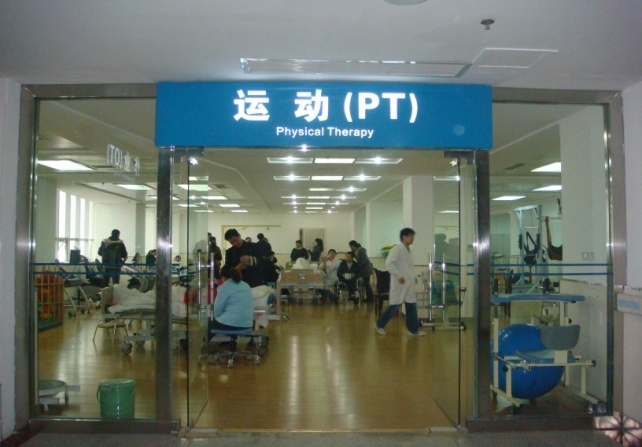 运 动 (PT)
Physical Therapy